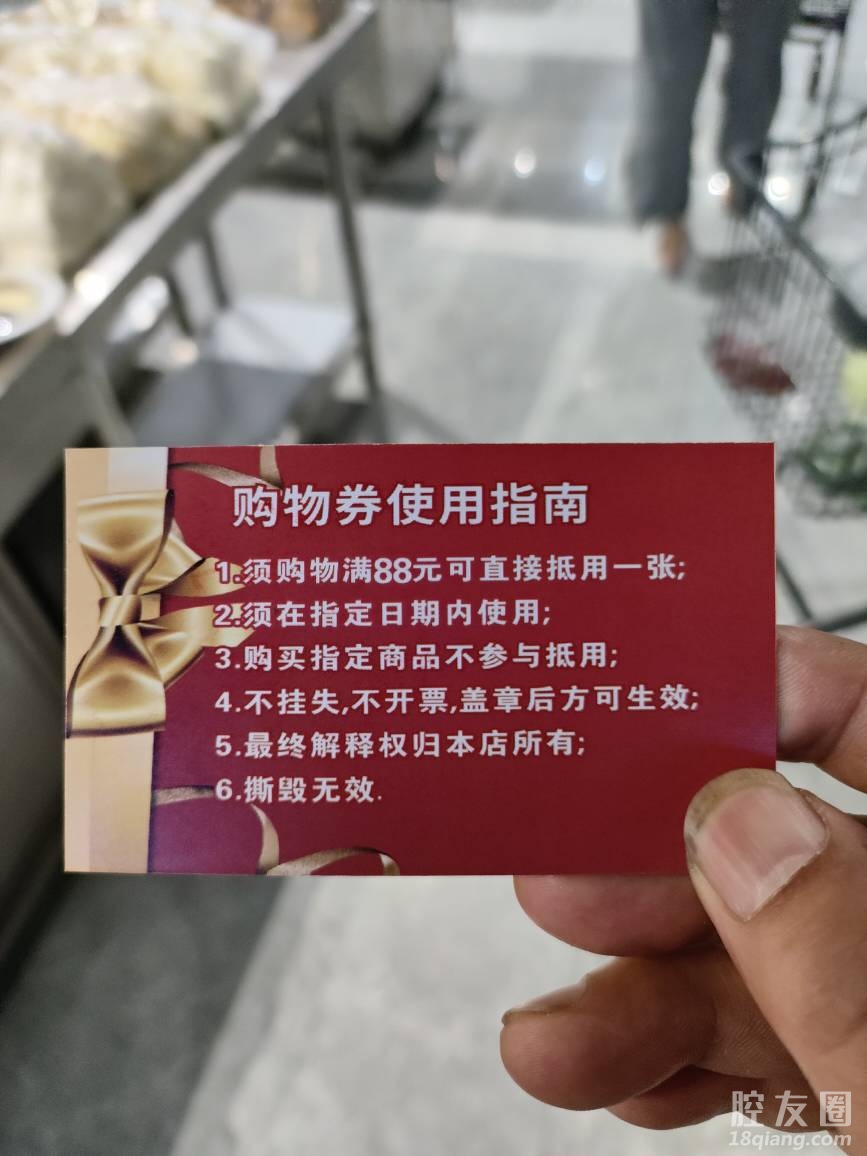 购物券使用指南
1.须购物满88元可直接抵用一张;
2.须在指定日期内使用;
3.购买指定商品不参与抵用;
4.不挂失,不开票,盖章后方可生效;
5.最终解释权归本店所有;
6.撕毁无效.
腔友圈
18qiang.com